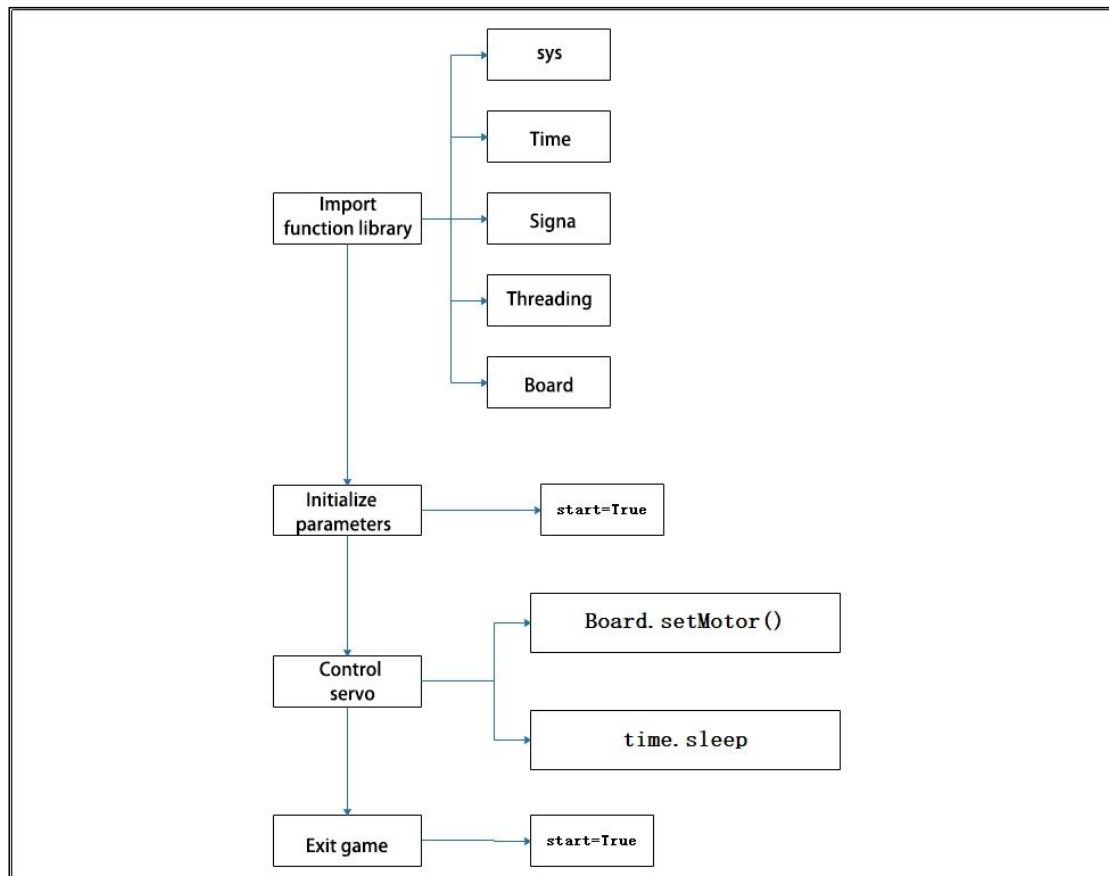 sys
Time
Import
function library
Signa
Threading
Board
Initialize
parameters
start=True
Board.setMotor()
Control
servo
time.sleep
Exit game
start=True